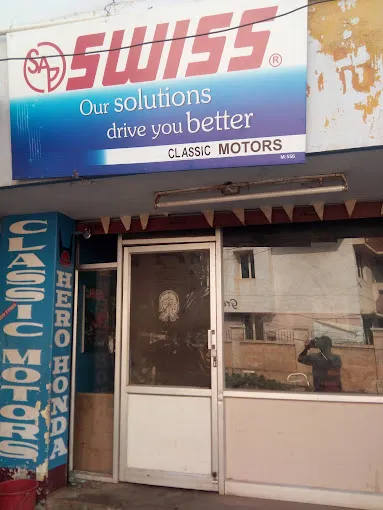 SAP SWISS ®
Our solutions
drive you better
CLASSIC MOTORS
CLASSIC MOTORS
HERO HONDA